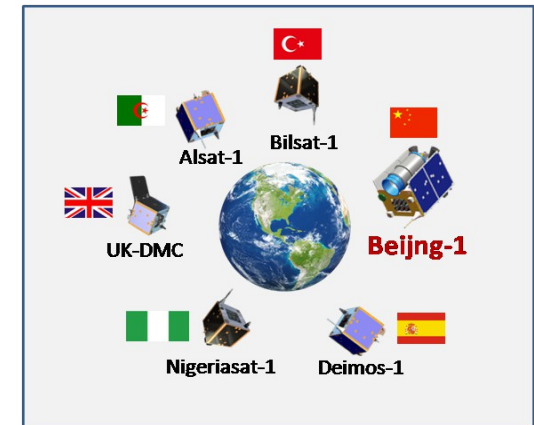 Bilsat-1
Alsat-1
Beijng-1
UK-DMC
Nigeriasat-1
Deimos-1